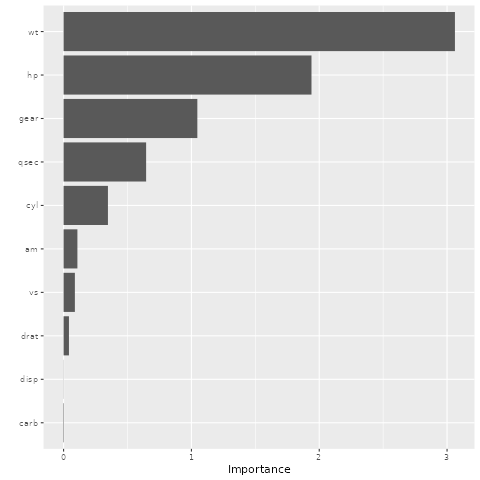 wt
hp
gear
qsec
cyl
am
vs
drat
disp
carb
0 1 2 3
Importance